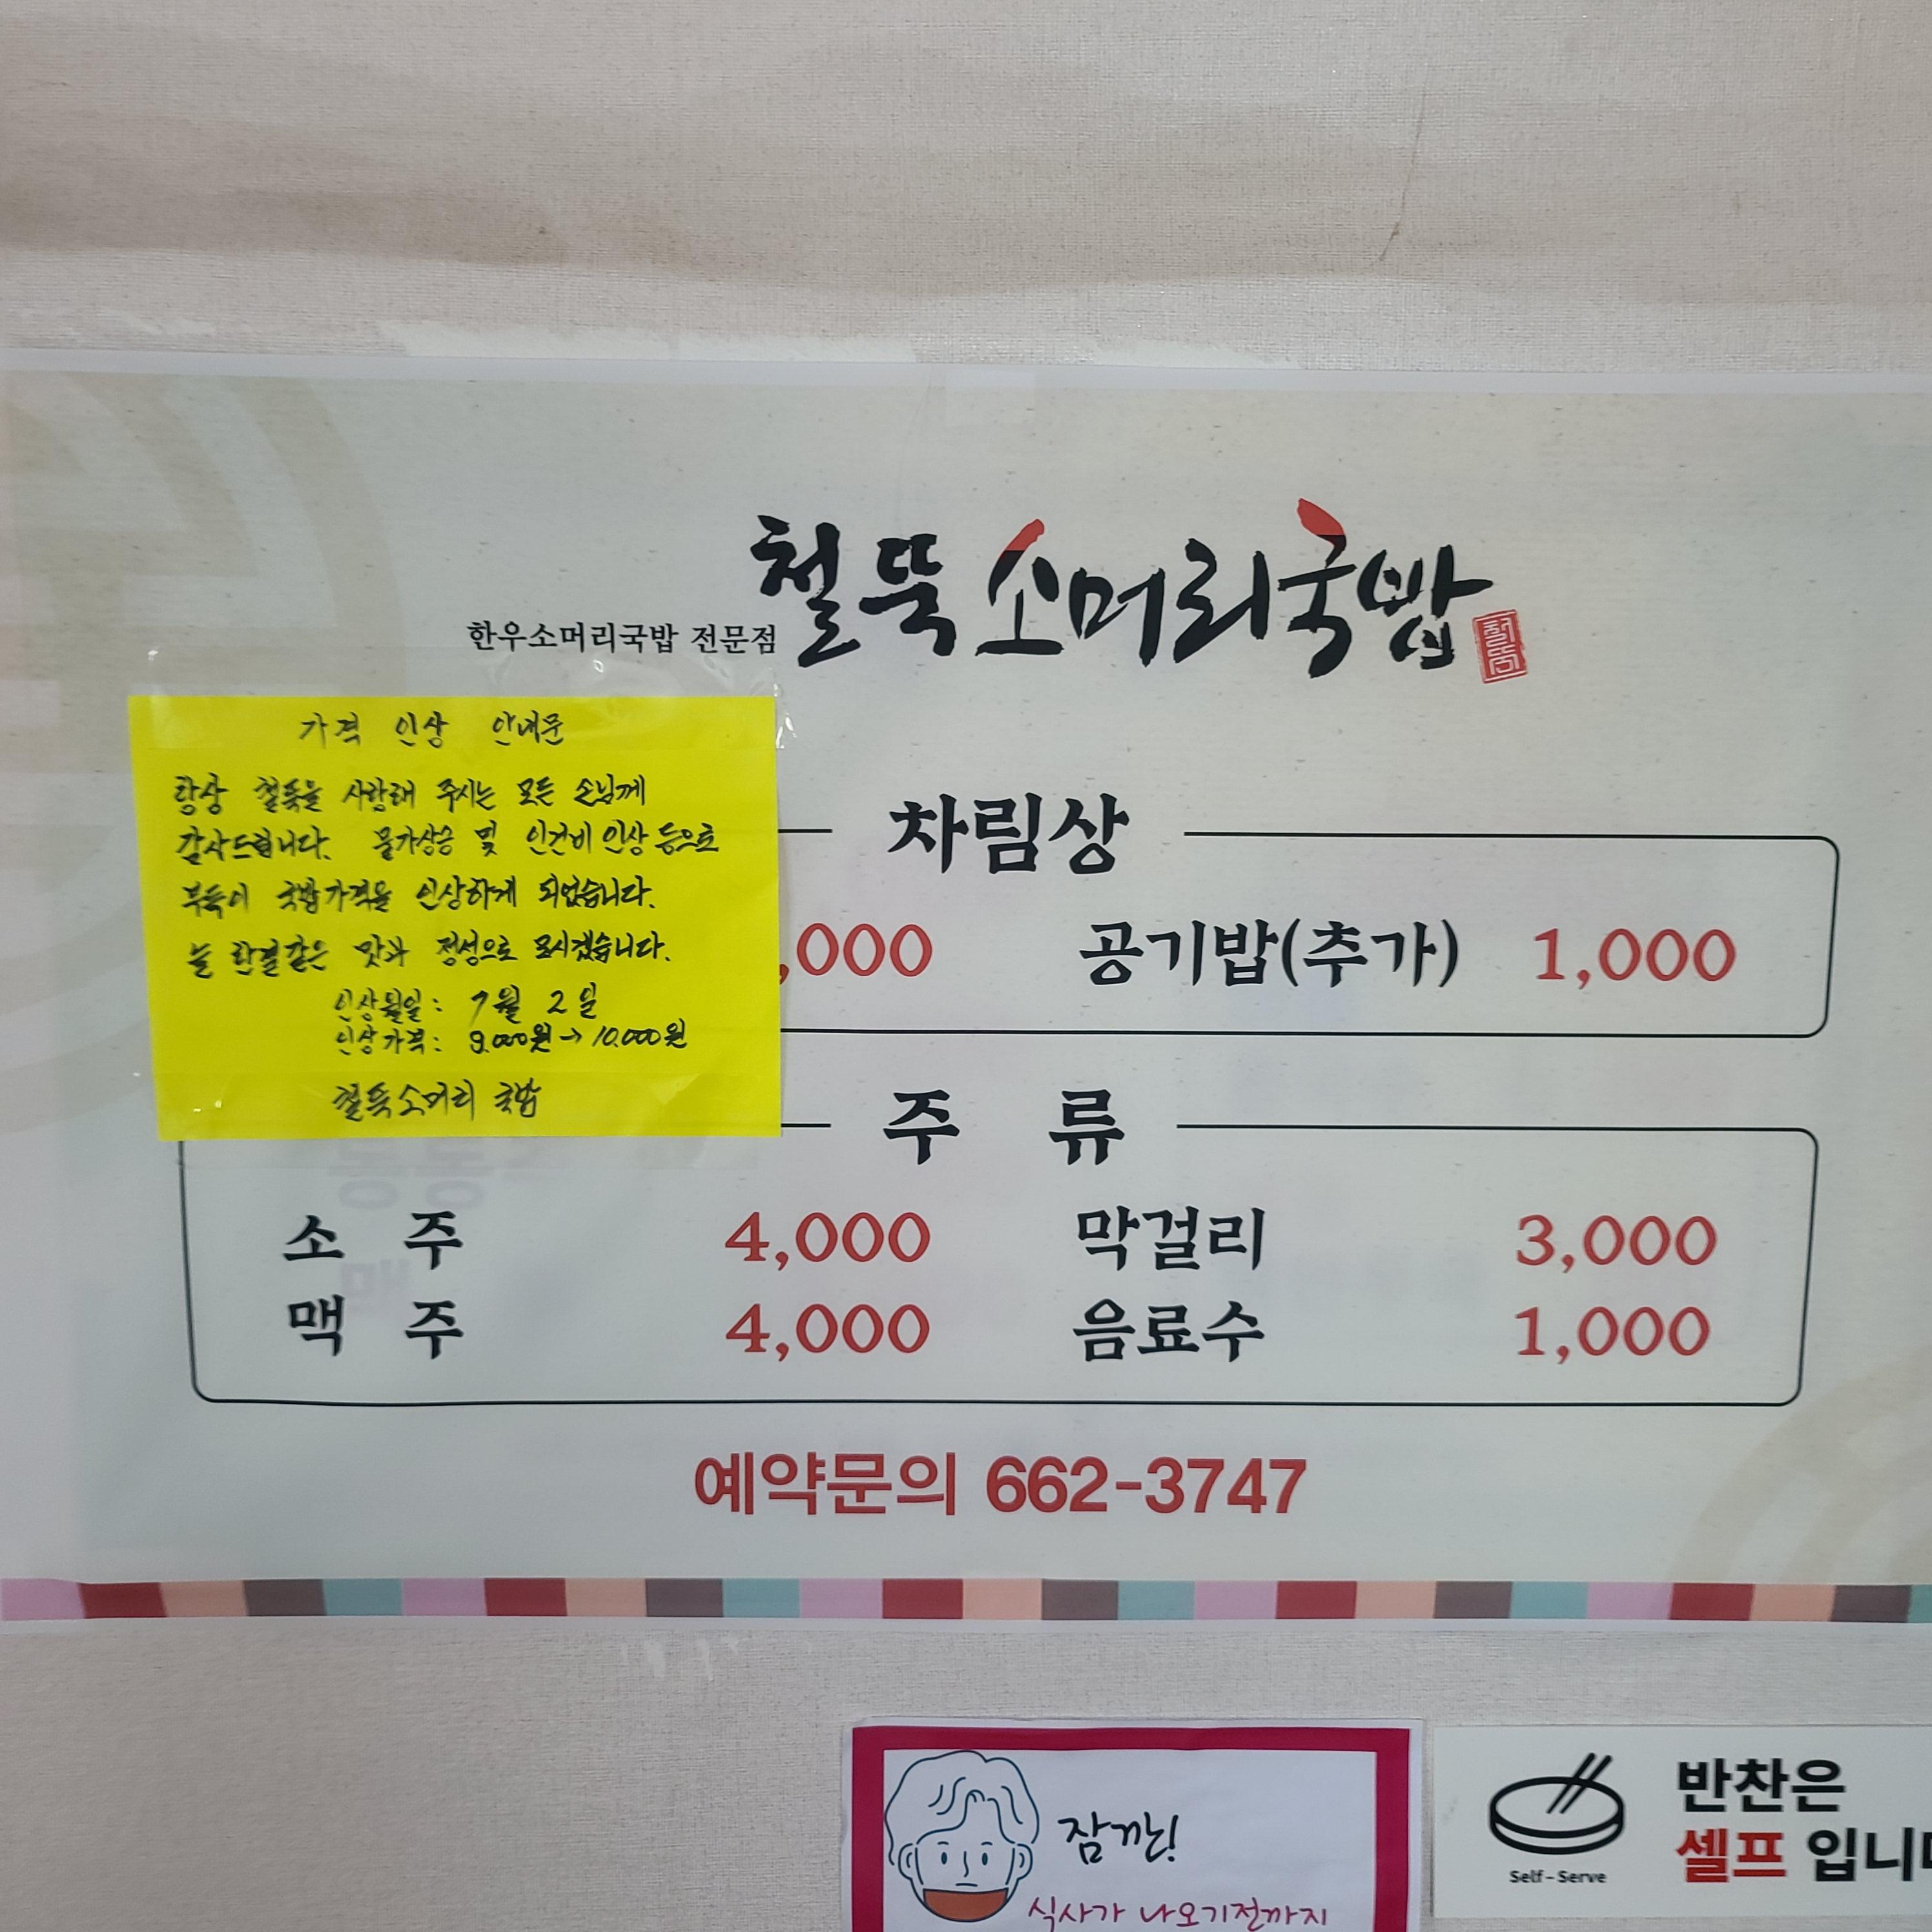 철뚝 소머리국밥
한우소머리국밥 전문점
가격 인상 안내문
항상 철뚝을 사랑해 주시는 모든 손님께
감사드립니다. 물가상승 및 인건비 인상 등으로
부득이 국밥가격을 인상하게 되었습니다.
늘 한결같은 맛과 정성으로 모시겠습니다.
인상월일: 7월 2일
인상가격: 9.000원→10.000원
철뚝소머리 국밥
차림상
,000 공기밥(추가) 1,000
주 류
소 주 4,000 막걸리 3,000
맥 주 4,000 음료수 1,000
예약문의 662-3747
잠깐!
식사가 나오기전까지
반찬은
셀프 입니
Self-Serve